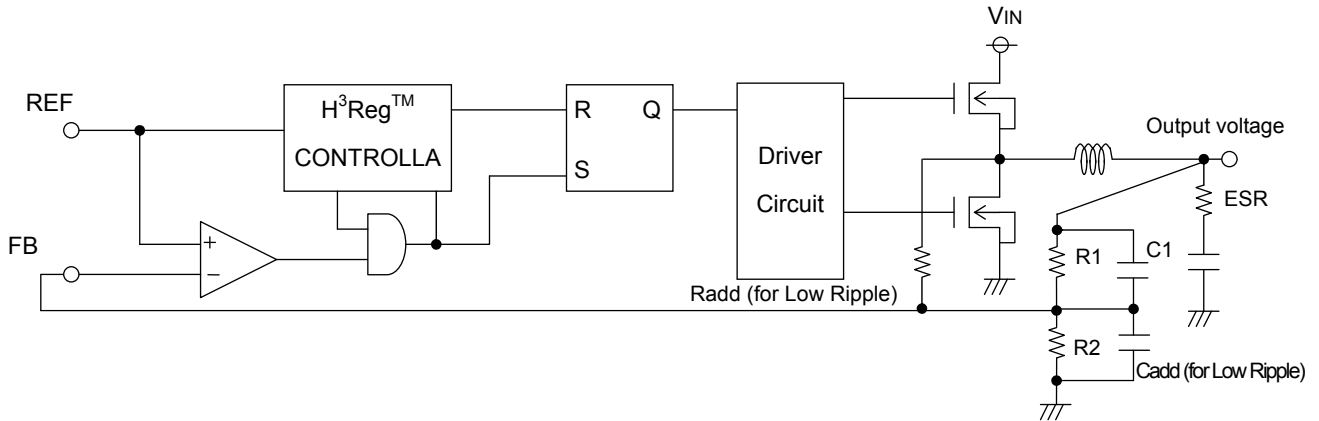 VIN
REF
H³Reg™
CONTROLLA
R
Q
S
Driver
Circuit
Output voltage
ESR
FB
+
−
R1
C1
Radd (for Low Ripple)
R2
Cadd (for Low Ripple)